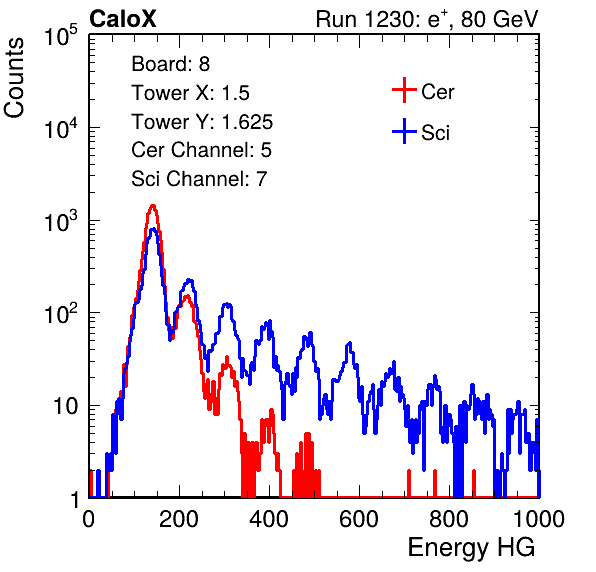 CaloX Run 1230: e⁺, 80 GeV
Counts
Board: 8
Tower X: 1.5
Tower Y: 1.625
Cer Channel: 5
Sci Channel: 7
Cer
Sci
10⁵
10⁴
10³
10²
10
1
0 200 400 600 800 1000
Energy HG